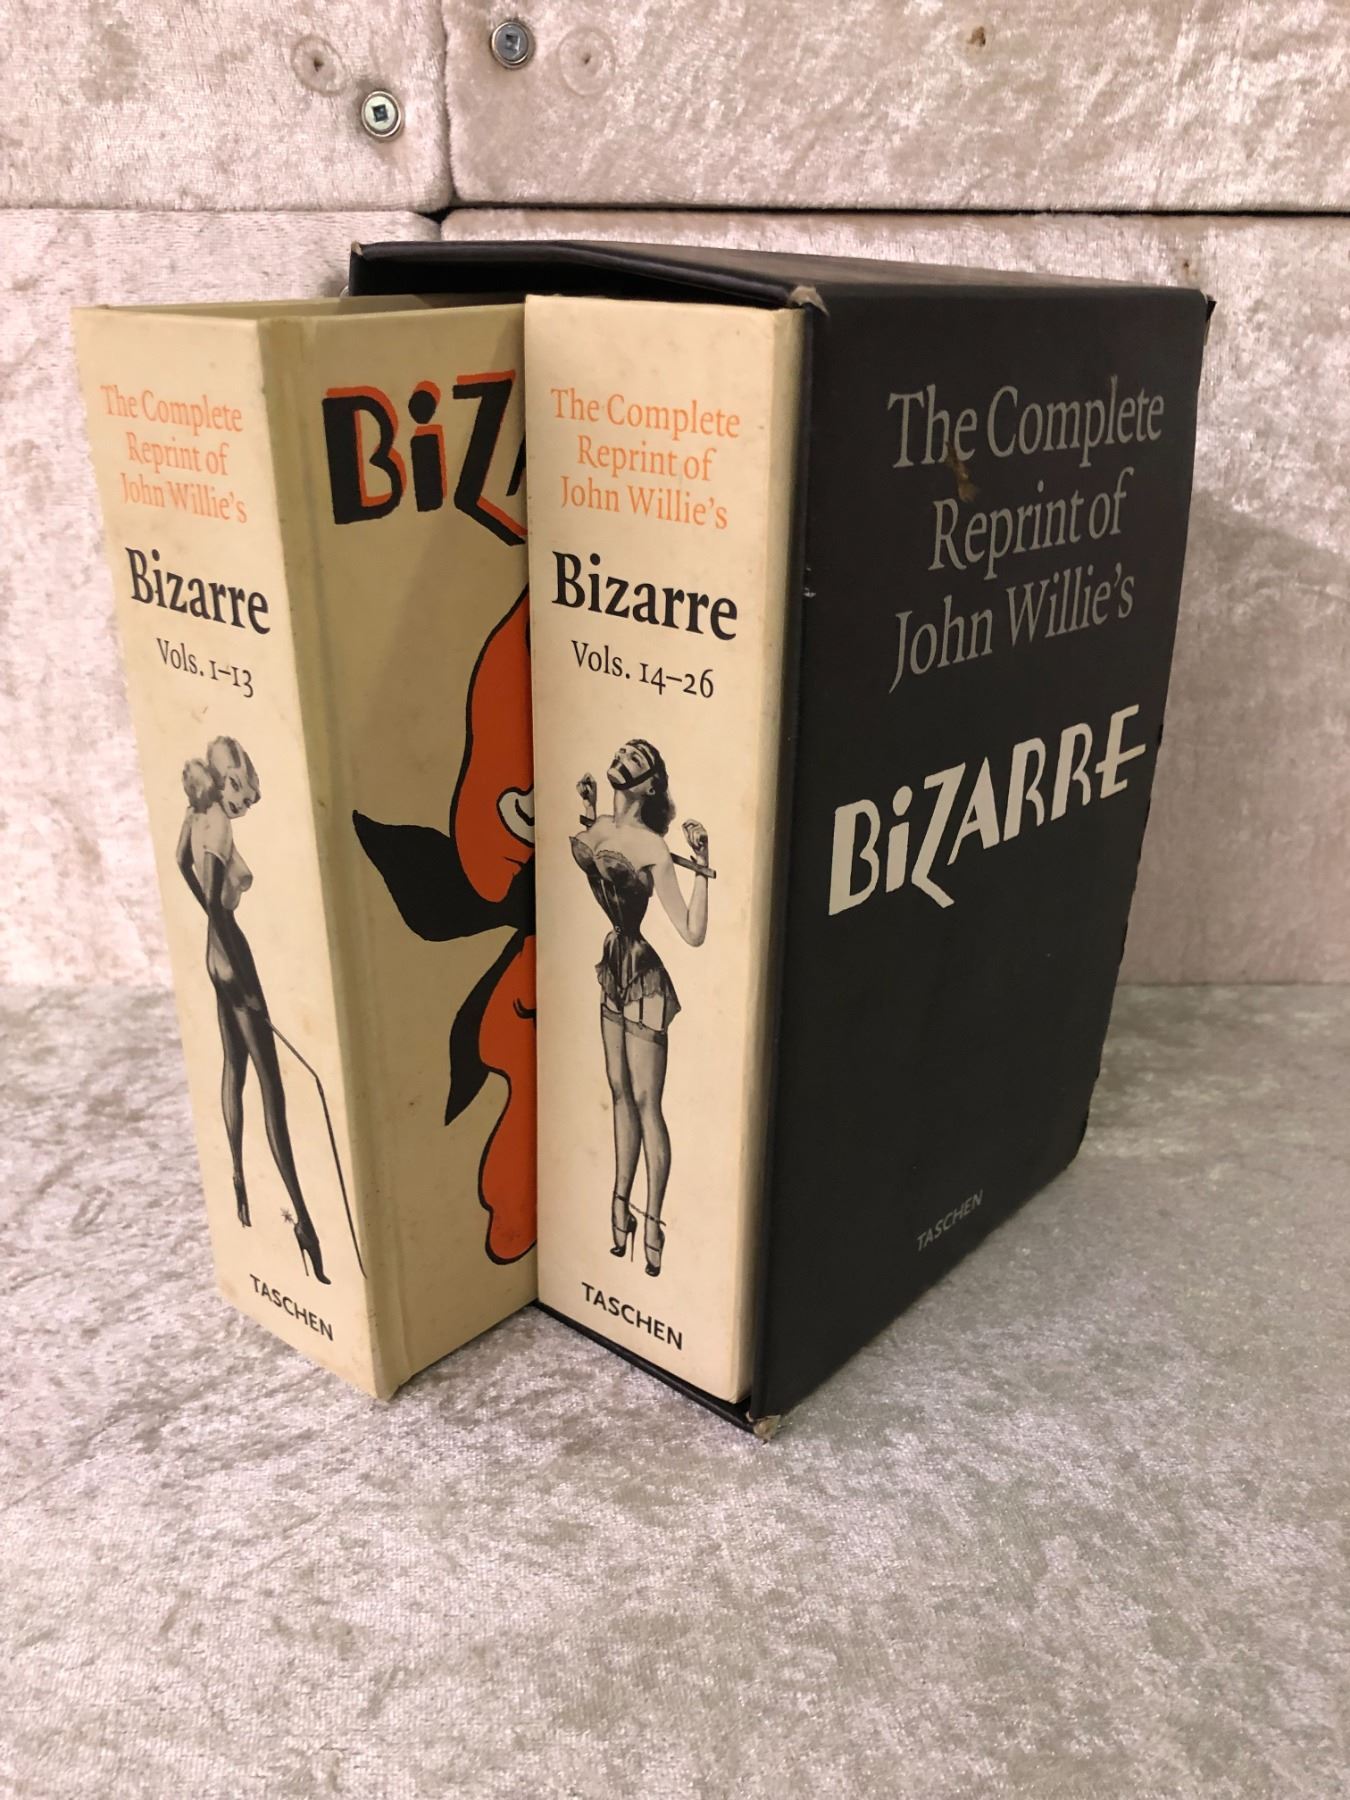 The Complete
Reprint of
John Willie's
Bizarre
Vols. 1–13
TASCHEN
BiZ
The Complete
Reprint of
John Willie's
Bizarre
Vols. 14–26
TASCHEN
The Complete
Reprint of
John Willie's
BiZARRE
TASCHEN